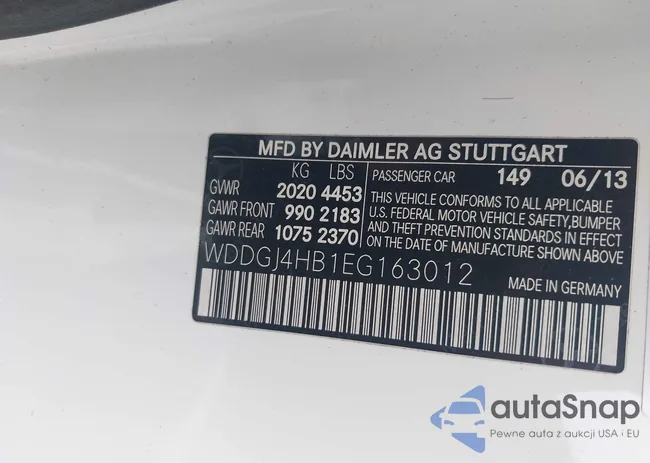 MFD BY DAIMLER AG STUTTGART
KG LBS
GVWR 2020 4453
GAWR FRONT 990 2183
GAWR REAR 1075 2370
PASSENGER CAR 149 06/13
THIS VEHICLE CONFORMS TO ALL APPLICABLE
U.S. FEDERAL MOTOR VEHICLE SAFETY,BUMPER
AND THEFT PREVENTION STANDARDS IN EFFECT
ON THE DATE OF MANUFACTURE SHOWN ABOVE
WDDGJ4HB1EG163012
MADE IN GERMANY
autaSnap
Pewne auta z aukcji USA i EU